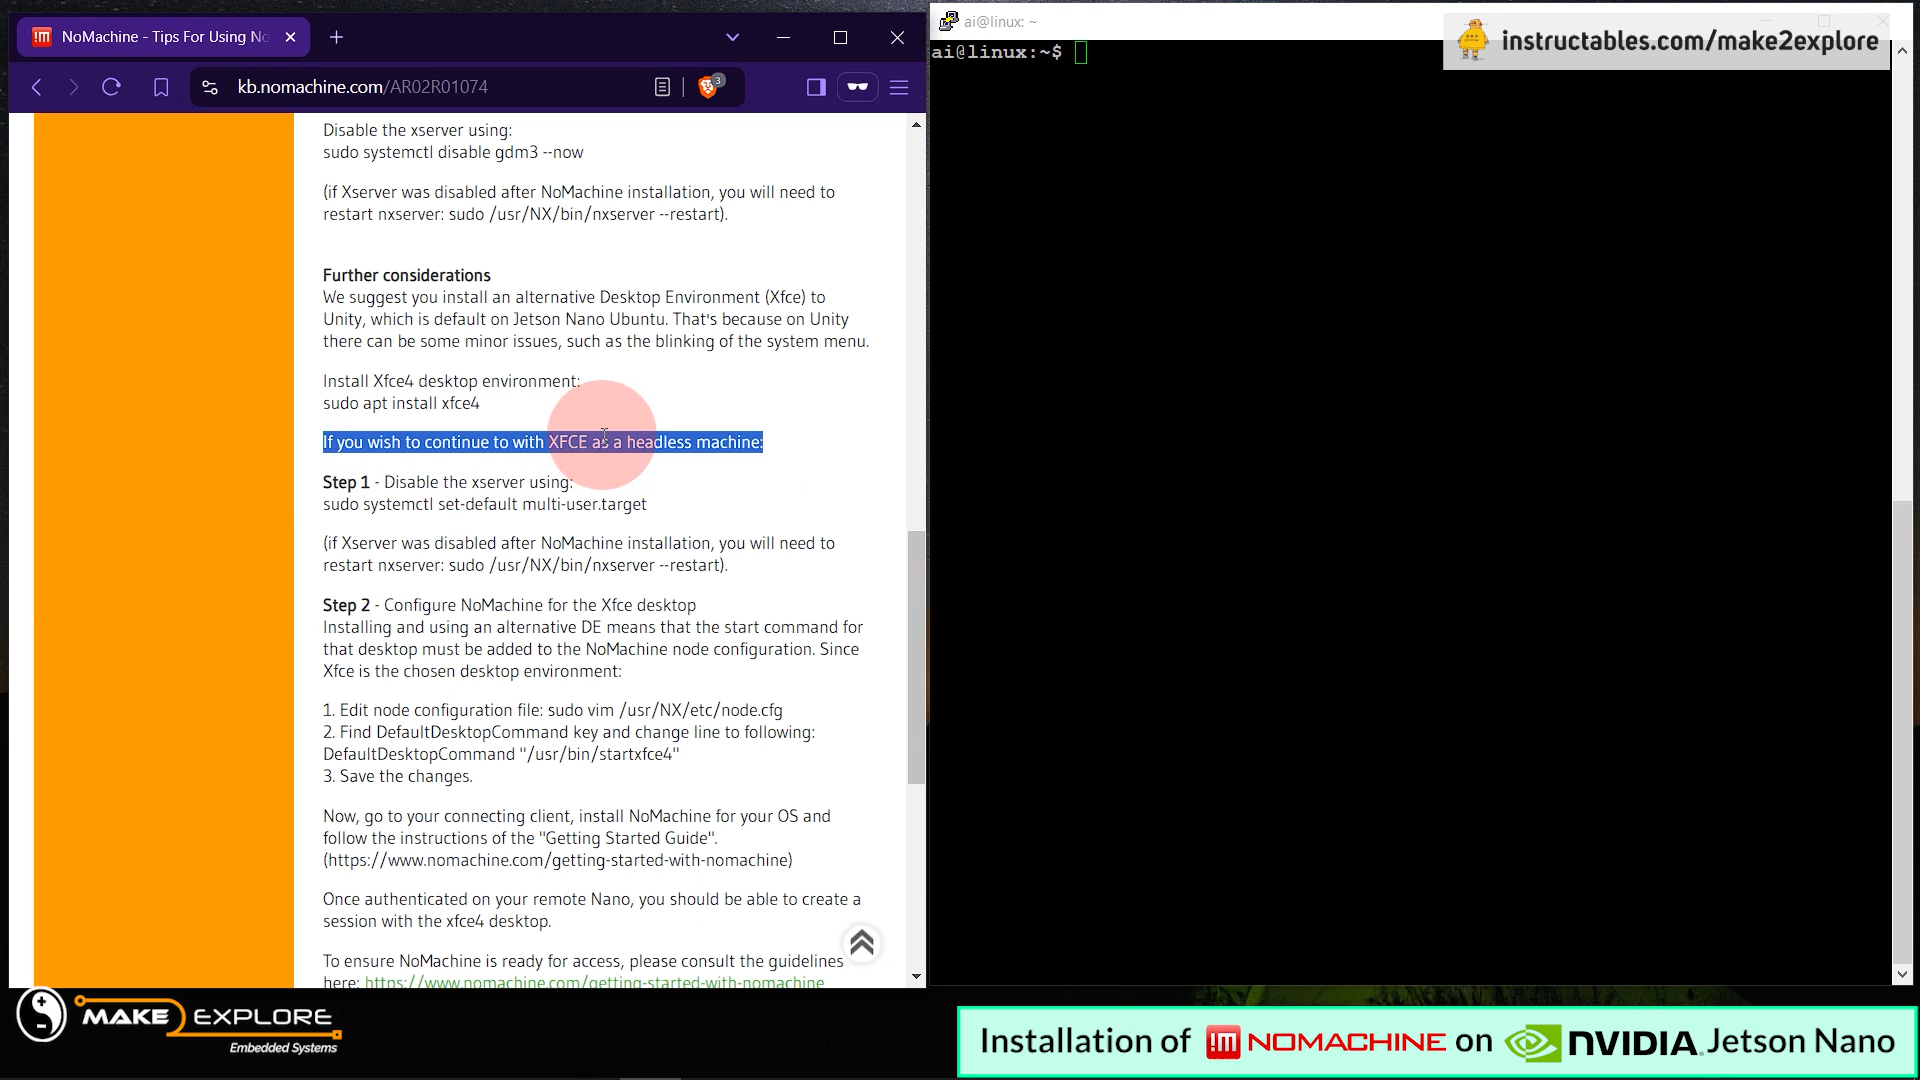 NoMachine - Tips For Using No
kb.nomachine.com/AR02R01074
3
Disable the xserver using:
sudo systemctl disable gdm3 --now
(if Xserver was disabled after NoMachine installation, you will need to
restart nxserver: sudo /usr/NX/bin/nxserver --restart).
Further considerations
We suggest you install an alternative Desktop Environment (Xfce) to
Unity, which is default on Jetson Nano Ubuntu. That's because on Unity
there can be some minor issues, such as the blinking of the system menu.
Install Xfce4 desktop environment:
sudo apt install xfce4
If you wish to continue to with XFCE as a headless machine:
Step 1 - Disable the xserver using:
sudo systemctl set-default multi-user.target
(if Xserver was disabled after NoMachine installation, you will need to
restart nxserver: sudo /usr/NX/bin/nxserver --restart).
Step 2 - Configure NoMachine for the Xfce desktop
Installing and using an alternative DE means that the start command for
that desktop must be added to the NoMachine node configuration. Since
Xfce is the chosen desktop environment:
1. Edit node configuration file: sudo vim /usr/NX/etc/node.cfg
2. Find DefaultDesktopCommand key and change line to following:
DefaultDesktopCommand "/usr/bin/startxfce4"
3. Save the changes.
Now, go to your connecting client, install NoMachine for your OS and
follow the instructions of the "Getting Started Guide".
(https://www.nomachine.com/getting-started-with-nomachine)
Once authenticated on your remote Nano, you should be able to create a
session with the xfce4 desktop.
To ensure NoMachine is ready for access, please consult the guidelines
here: https://www.nomachine.com/getting-started-with-nomachine
ai@linux: ~
ai@linux:~$
instructables.com/make2explore
MAKE EXPLORE
Embedded Systems
Installation of !M NOMACHINE on NVIDIA. Jetson Nano